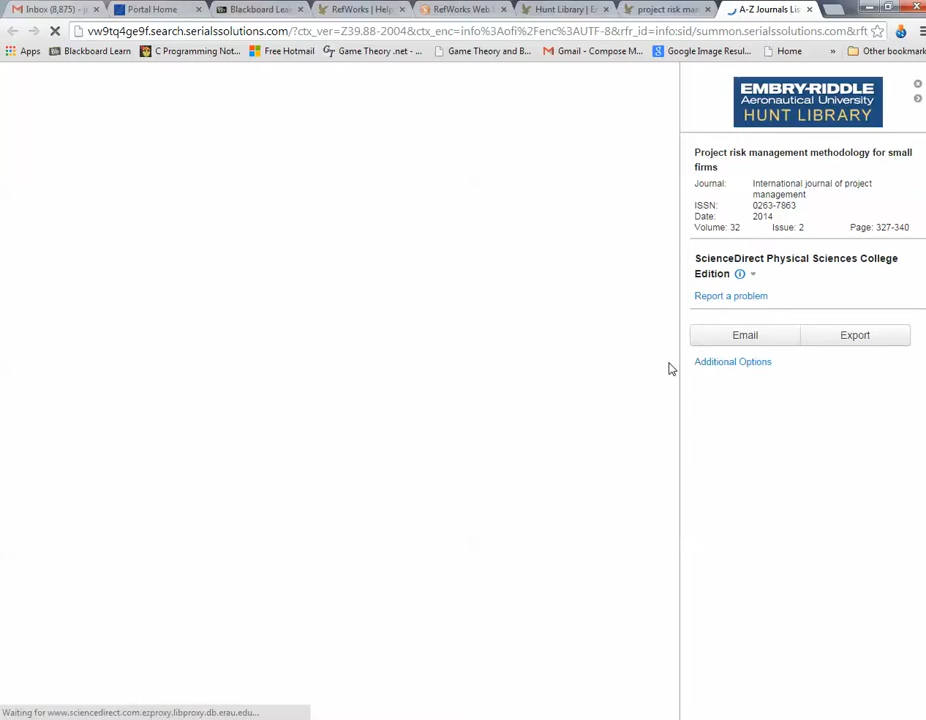 Inbox (8,875) - j
Portal Home
Blackboard Lea
RefWorks | Help
RefWorks Web
Hunt Library | E
project risk man
A-Z Journals Lis
vw9tq4ge9f.search.serialssolutions.com/?ctx_ver=Z39.88-2004&ctx_enc=info%3Aofi%2Fenc%3AUTF-8&rfr_id=info:sid/summon.serialssolutions.com&rft
Apps
Blackboard Learn
C Programming Not...
Free Hotmail
Game Theory .net -...
Game Theory and B...
Gmail - Compose M...
Google Image Resul...
Home
»
Other bookmark
EMBRY-RIDDLE
Aeronautical University
HUNT LIBRARY
Project risk management methodology for small
firms
Journal: International journal of project
management
ISSN: 0263-7863
Date: 2014
Volume: 32 Issue: 2 Page: 327-340
ScienceDirect Physical Sciences College
Edition
Report a problem
Email Export
Additional Options
Waiting for www.sciencedirect.com.ezproxy.libproxy.db.erau.edu...